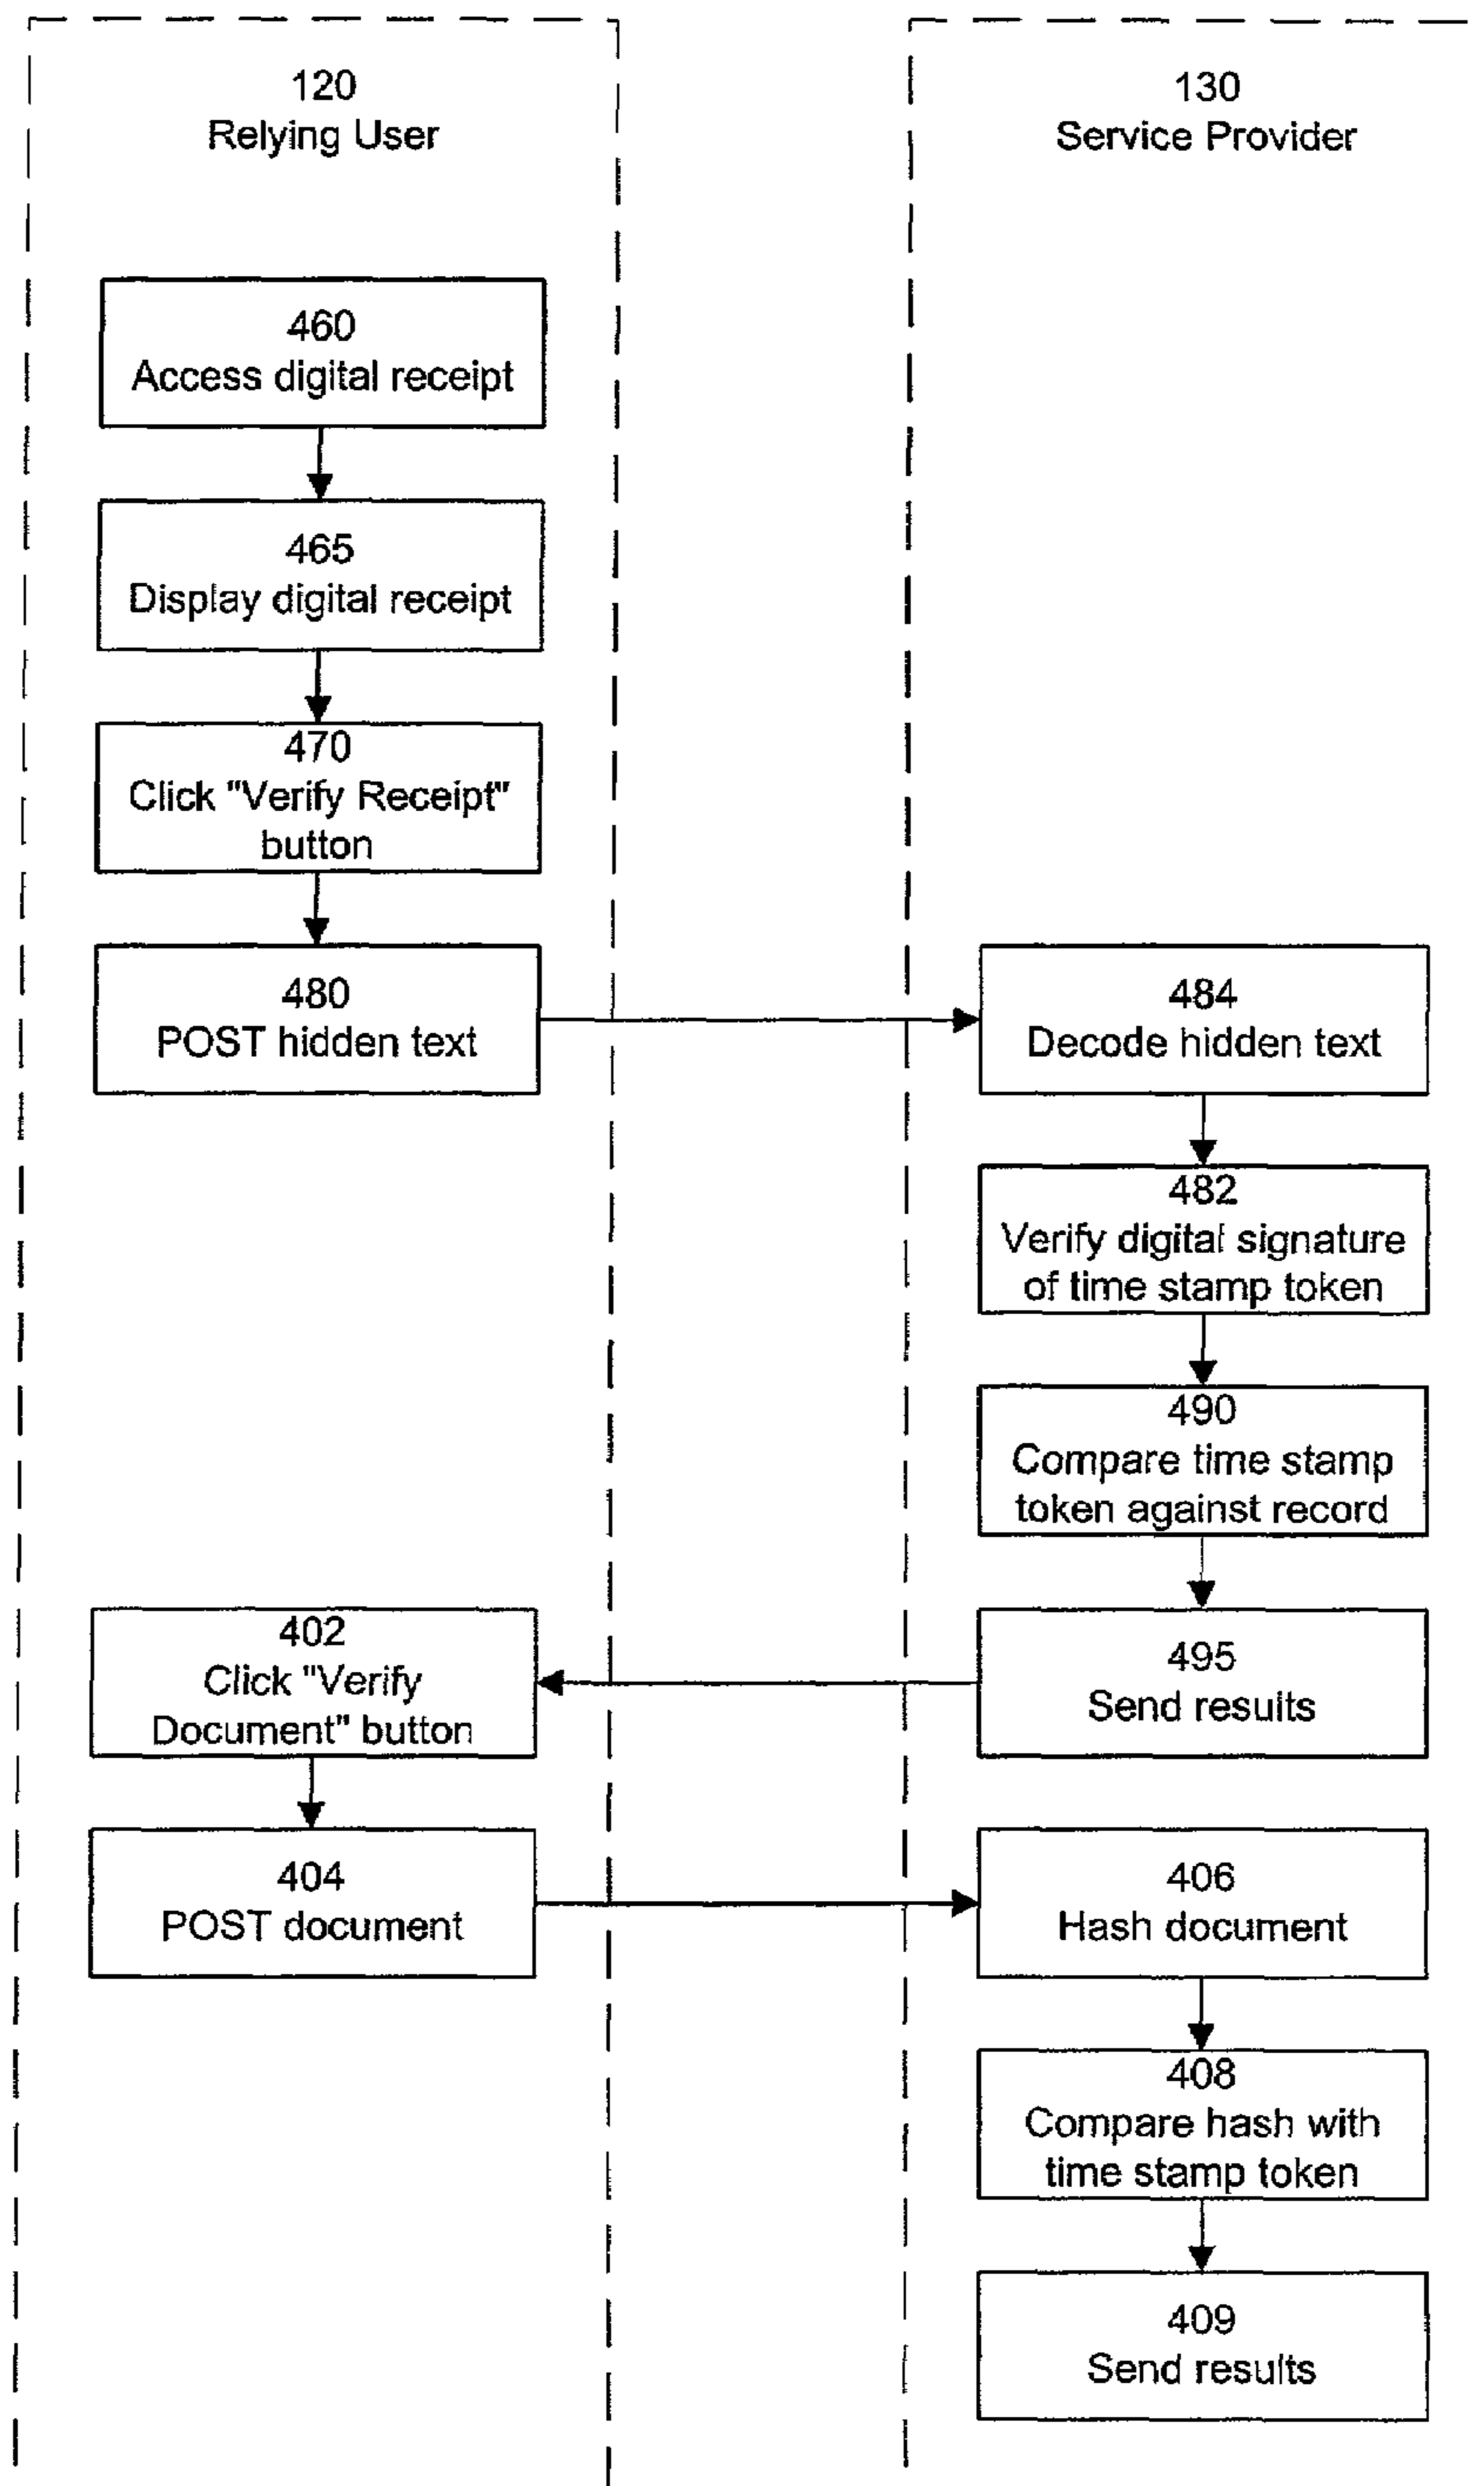 120
Relying User
130
Service Provider
460
Access digital receipt
465
Display digital receipt
470
Click "Verify Receipt"
button
480
POST hidden text
484
Decode hidden text
482
Verify digital signature
of time stamp token
490
Compare time stamp
token against record
495
Send results
402
Click "Verify
Document" button
404
POST document
406
Hash document
408
Compare hash with
time stamp token
409
Send results